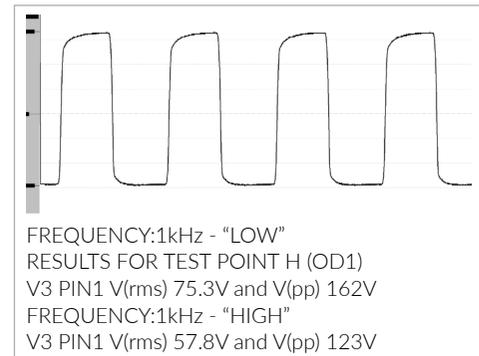 FREQUENCY:1kHz - “LOW”
RESULTS FOR TEST POINT H (OD1)
V3 PIN1 V(rms) 75.3V and V(pp) 162V
FREQUENCY:1kHz - “HIGH”
V3 PIN1 V(rms) 57.8V and V(pp) 123V